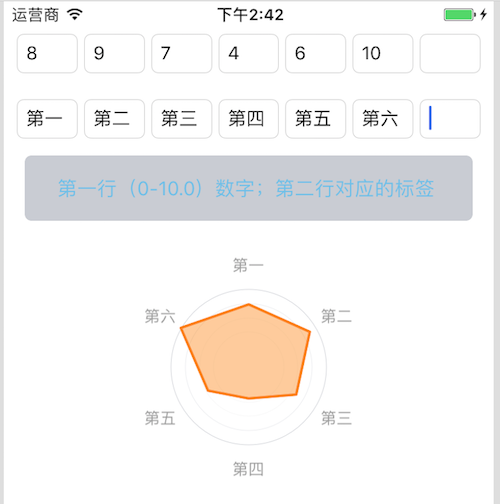 运营商 下午2:42
8 9 7 4 6 10
第一 第二 第三 第四 第五 第六
第一行（0-10.0）数字；第二行对应的标签
第一
第六 第二
第五 第三
第四